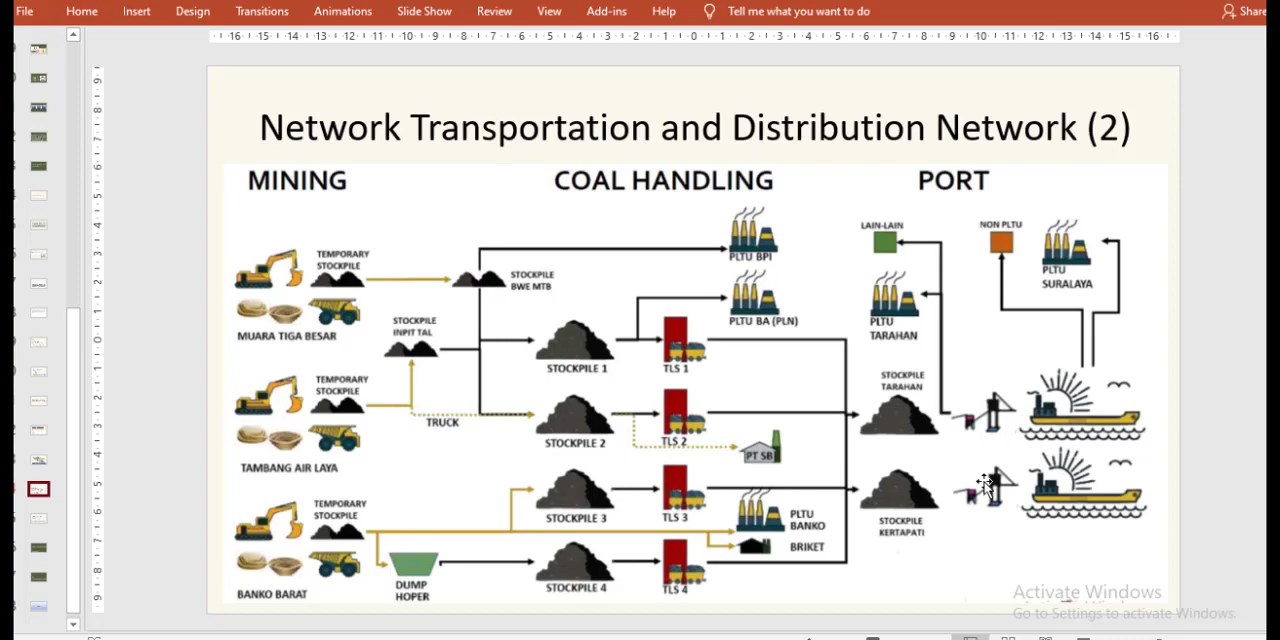 File Home Insert Design Transitions Animations Slide Show Review View Add-ins Help Tell me what you want to do Share
Network Transportation and Distribution Network (2)
MINING COAL HANDLING PORT
LAIN-LAIN
NON PLTU
TEMPORARY
STOCKPILE
PLTU BPI
STOCKPILE
BWE MTB
PLTU
SURALAYA
MUARA TIGA BESAR
STOCKPILE
INPIT TAL
PLTU BA (PLN)
PLTU
TARAHAN
STOCKPILE 1
TLS 1
TEMPORARY
STOCKPILE
STOCKPILE
TARAHAN
TRUCK
STOCKPILE 2
TLS 2
PT SB
TAMBANG AIR LAYA
TEMPORARY
STOCKPILE
STOCKPILE 3
TLS 3
PLTU
BANKO
STOCKPILE
KERTAPATI
BRIKET
DUMP
HOPER
STOCKPILE 4
TLS 4
BANKO BARAT
Activate Windows
Go to Settings to activate Windows.